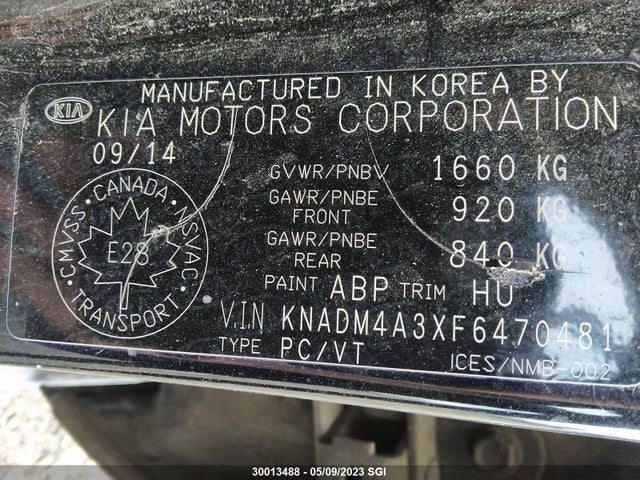 MANUFACTURED IN KOREA BY
KIA KIA MOTORS CORPORATION
09/14
GVWR/PNBV 1660 KG
GAWR/PNBE FRONT 920 KG
GAWR/PNBE REAR 840 KG
CANADA
CMVSS · NSVAC
E28
TRANSPORT
PAINT ABP TRIM HU
V.I.N KNADM4A3XF6470481
TYPE PC/VT ICES/NMB-002
30013488 - 05/09/2023 SGI